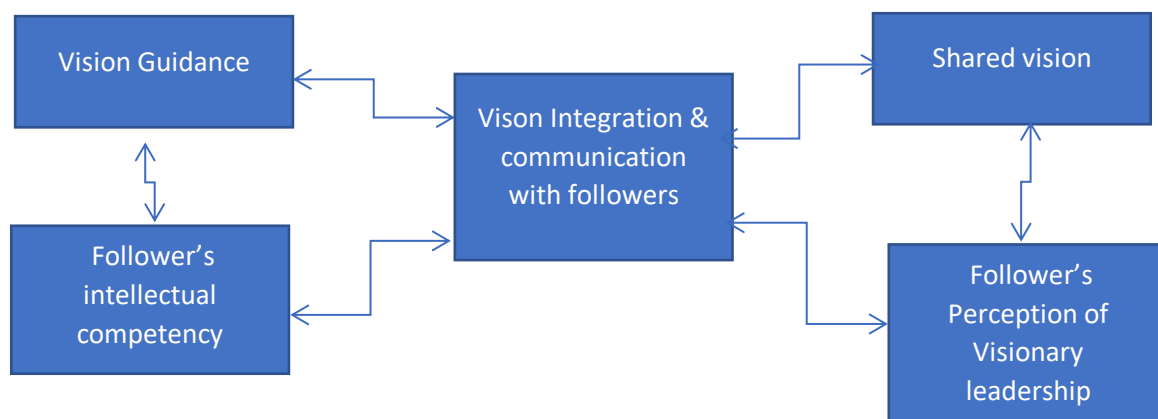 Vision Guidance
Shared vision
Vison Integration &
communication
with followers
Follower’s
intellectual
competency
Follower’s
Perception of
Visionary
leadership